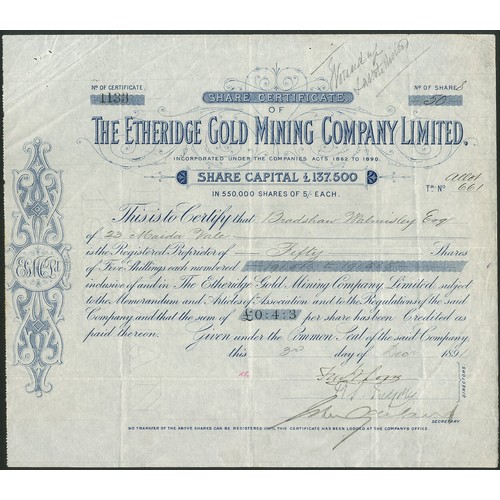 Wound up
Nº OF CERTIFICATE.
1139
SHARE CERTIFICATE
Nº OF SHARES
50
OF
THE ETHERIDGE GOLD MINING COMPANY LIMITED.
INCORPORATED UNDER THE COMPANIES ACTS 1862 TO 1890.
SHARE CAPITAL £137.500
IN 550,000 SHARES OF 5/- EACH.
Allot
Tr. Nº 661
This is to Certify that Bradshaw Walmisley Esq
of 23 Maida Vale
is the Registered Proprietor of Fifty Shares
of Five Shillings each numbered
inclusive of and in The Etheridge Gold Mining Company Limited, subject
to the Memorandum and Articles of Association and to the Regulations of the said
Company and that the sum of £0:4:3 per share has been Credited as
paid thereon. Given under the Common Seal of the said Company
this 2nd day of Dec 1891
DIRECTORS.
SECRETARY
NO TRANSFER OF THE ABOVE SHARES CAN BE REGISTERED UNTIL THIS CERTIFICATE HAS BEEN LODGED AT THE COMPANY'S OFFICE.